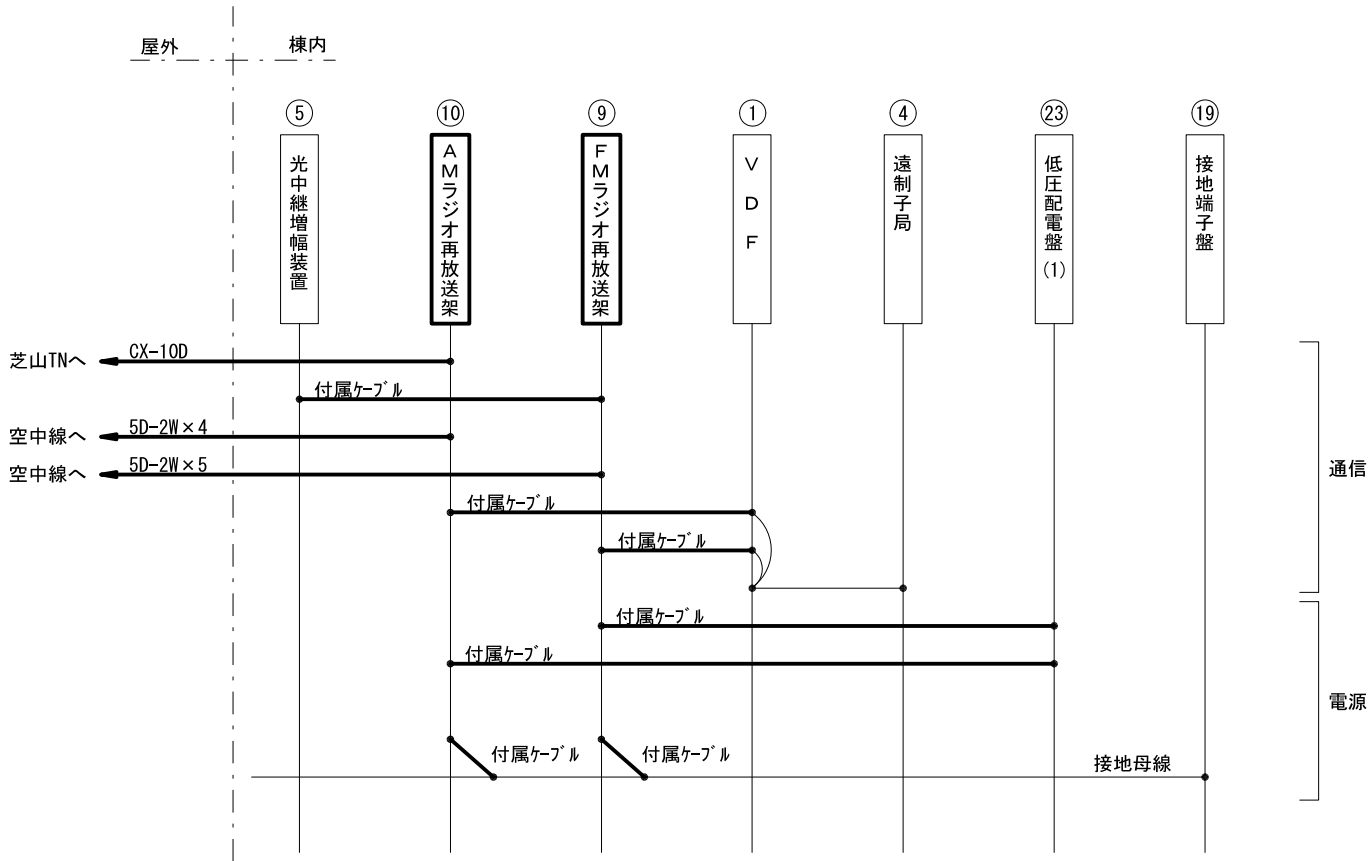 屋外
棟内
⑤
⑩
⑨
①
④
㉓
⑲
光中継増幅装置
AMラジオ再放送架
FMラジオ再放送架
VDF
遠制子局
低圧配電盤(1)
接地端子盤
芝山TNへ
CX-10D
付属ケーブル
空中線へ
5D-2W×4
空中線へ
5D-2W×5
付属ケーブル
付属ケーブル
通信
付属ケーブル
付属ケーブル
電源
付属ケーブル
付属ケーブル
接地母線